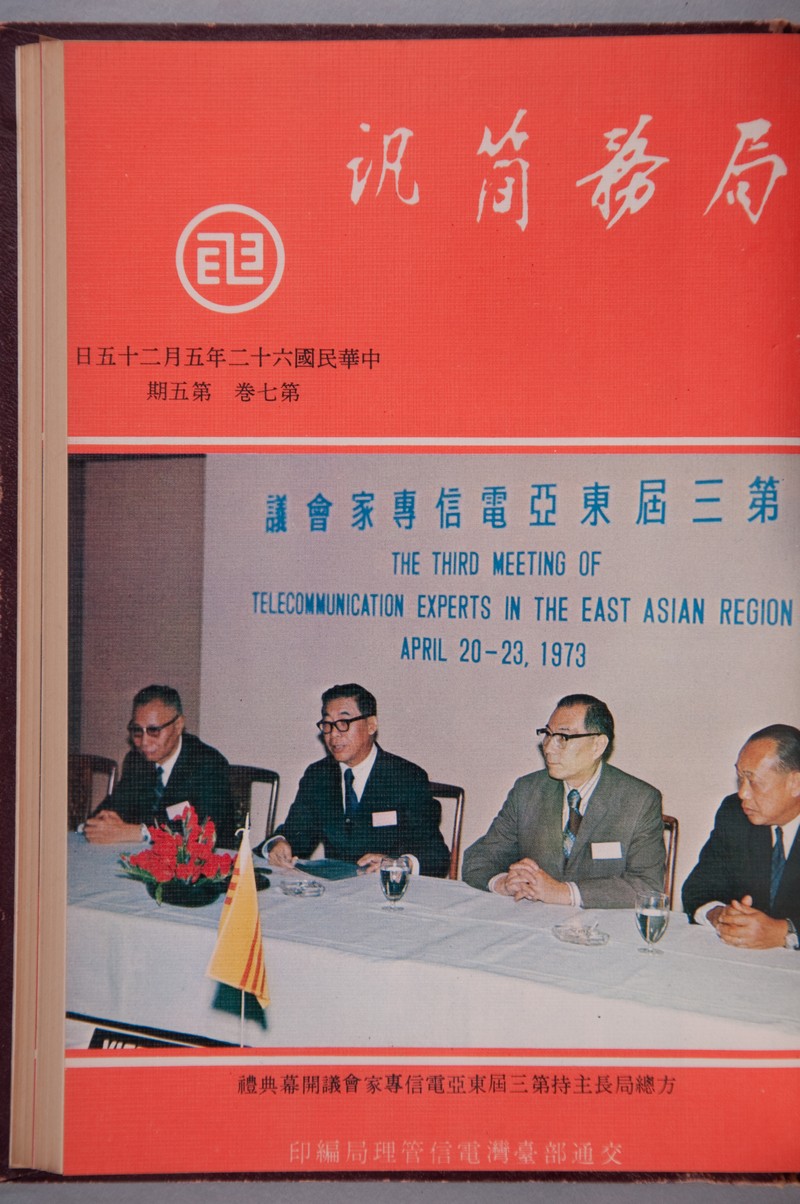 局務簡訊
中華民國六十二年五月二十五日
第七巻 第五期
第三屆東亞電信專家會議
THE THIRD MEETING OF
TELECOMMUNICATION EXPERTS IN THE EAST ASIAN REGION
APRIL 20-23, 1973
方總局長主持第三屆東亞電信專家會議開幕典禮
交通部臺灣電信管理局編印